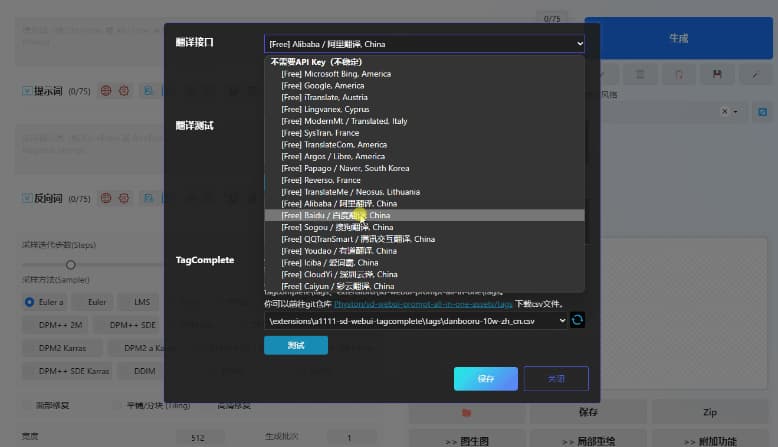 0/75
生成
翻译接口
[Free] Alibaba / 阿里翻译, China
不需要API Key（不稳定）
[Free] Microsoft Bing, America
[Free] Google, America
[Free] iTranslate, Austria
[Free] Lingvanex, Cyprus
[Free] ModernMt / Translated, Italy
[Free] SysTran, France
[Free] TranslateCom, America
[Free] Argos / Libre, America
[Free] Papago / Naver, South Korea
[Free] Reverso, France
[Free] TranslateMe / Neosus, Lithuania
[Free] Alibaba / 阿里翻译, China
[Free] Baidu / 百度翻译, China
[Free] Sogou / 搜狗翻译, China
[Free] QQTranSmart / 腾讯交互翻译, China
[Free] Youdao / 有道翻译, China
[Free] Iciba / 爱词霸, China
[Free] CloudYi / 深圳云译, China
[Free] Caiyun / 彩云翻译, China
翻译测试
TagComplete
你可以前往git仓库 Physton/sd-webui-prompt-all-in-one-assets/tags 下载csv文件。
\extensions\a1111-sd-webui-tagcomplete\tags\danbooru-10w-zh_cn.csv
测试
保存
关闭
提示词 (0/75)
反向词 (0/75)
采样迭代步数(Steps)
采样方法(Sampler)
Euler a
Euler
LMS
DPM++ 2M
DPM++ SDE
DPM2 Karras
DPM2 a Ka
DPM++ SDE Karras
DDIM
面部修复
平铺/分块 (Tiling)
高清修复
宽度
512
生成批次
1
保存
Zip
>> 图生图
>> 局部重绘
>> 附加功能